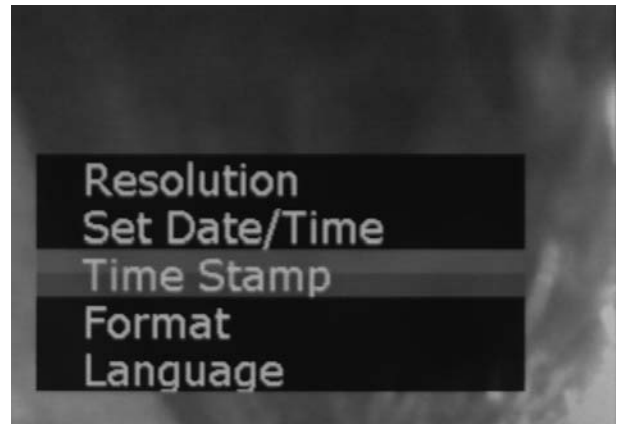 Resolution
Set Date/Time
Time Stamp
Format
Language